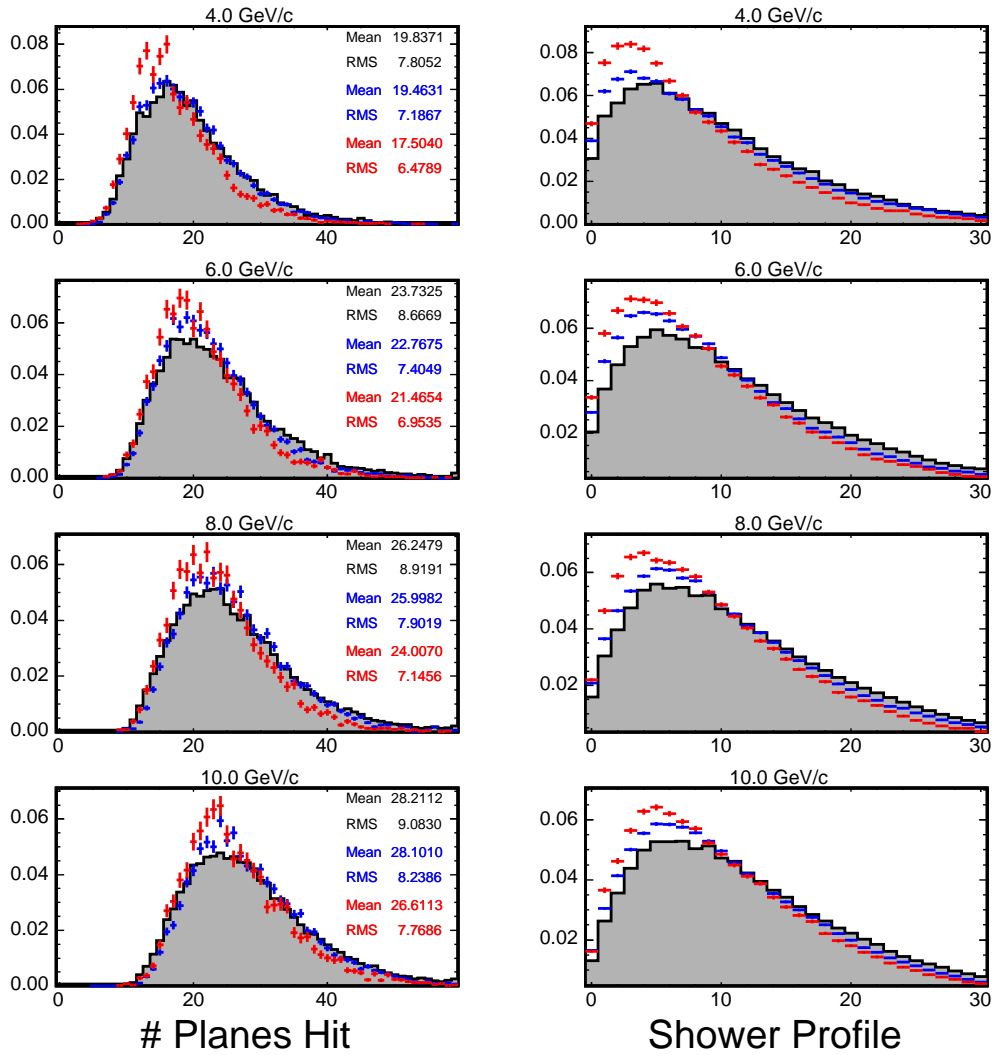 4.0 GeV/c
0.08
0.06
0.04
0.02
0.00
0 20 40
Mean 19.8371
RMS 7.8052
Mean 19.4631
RMS 7.1867
Mean 17.5040
RMS 6.4789
4.0 GeV/c
0.08
0.06
0.04
0.02
0.00
0 10 20 30
6.0 GeV/c
0.06
0.04
0.02
0.00
0 20 40
Mean 23.7325
RMS 8.6669
Mean 22.7675
RMS 7.4049
Mean 21.4654
RMS 6.9535
6.0 GeV/c
0.06
0.04
0.02
0 10 20 30
8.0 GeV/c
0.06
0.04
0.02
0.00
0 20 40
Mean 26.2479
RMS 8.9191
Mean 25.9982
RMS 7.9019
Mean 24.0070
RMS 7.1456
8.0 GeV/c
0.06
0.04
0.02
0 10 20 30
10.0 GeV/c
0.06
0.04
0.02
0.00
0 20 40
Mean 28.2112
RMS 9.0830
Mean 28.1010
RMS 8.2386
Mean 26.6113
RMS 7.7686
10.0 GeV/c
0.06
0.04
0.02
0 10 20 30
# Planes Hit
Shower Profile